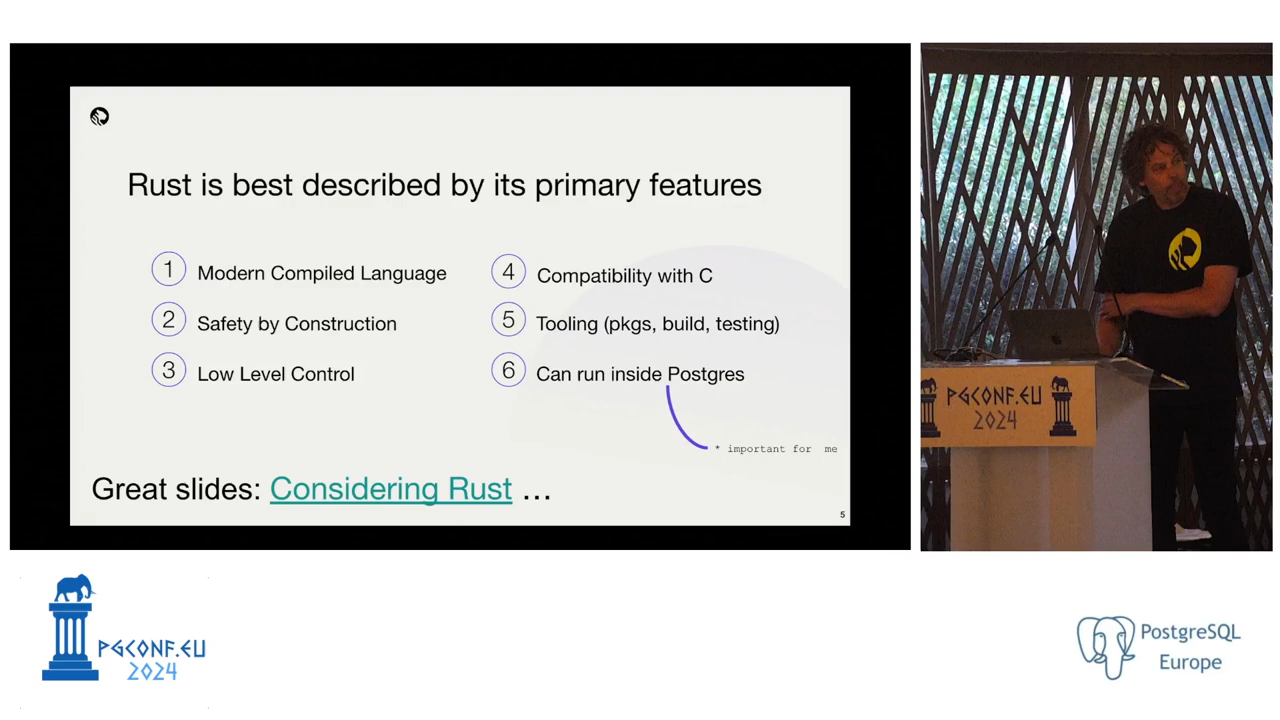 Rust is best described by its primary features
1 Modern Compiled Language
2 Safety by Construction
3 Low Level Control
4 Compatibility with C
5 Tooling (pkgs, build, testing)
6 Can run inside Postgres
* important for me
Great slides: Considering Rust ...
5
PGCONF.EU
2024
PGCONF.EU
2024
PostgreSQL
Europe